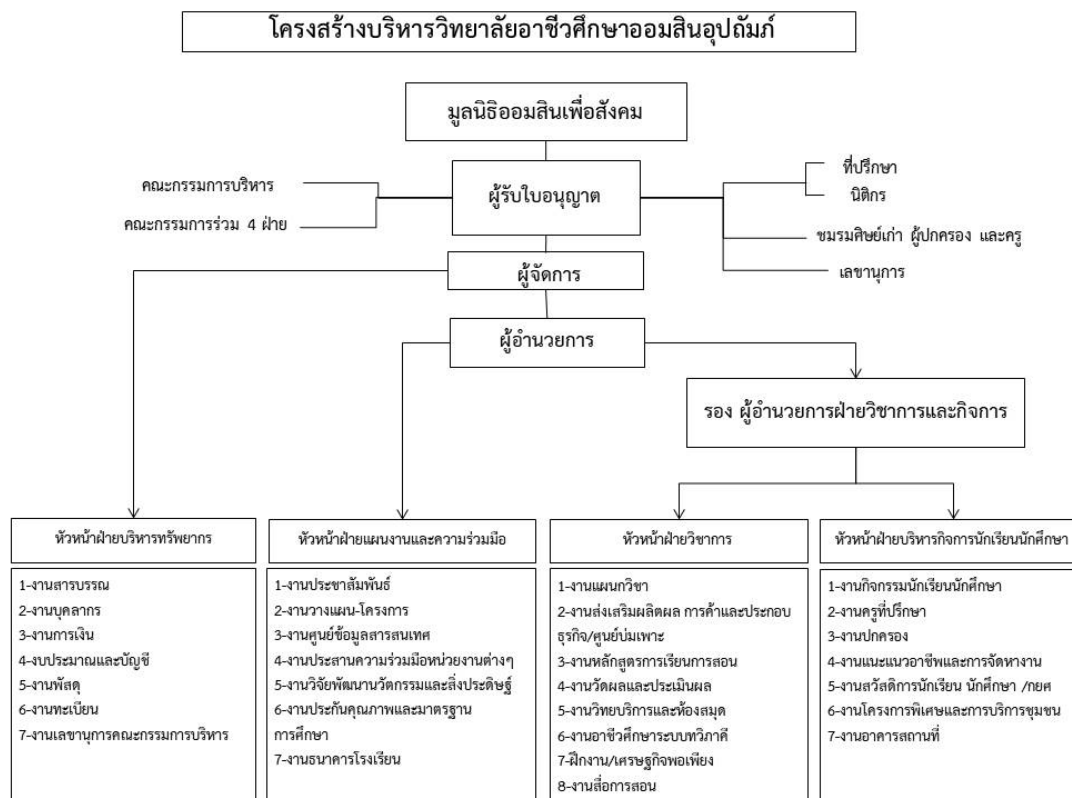 โครงสร้างบริหารวิทยาลัยอาชีวศึกษาออมสินอุปถัมภ์
มูลนิธิออมสินเพื่อสังคม
คณะกรรมการบริหาร
คณะกรรมการร่วม 4 ฝ่าย
ผู้รับใบอนุญาต
ที่ปรึกษา
นิติกร
ชมรมศิษย์เก่า ผู้ปกครอง และครู
เลขานุการ
ผู้จัดการ
ผู้อำนวยการ
รอง ผู้อำนวยการฝ่ายวิชาการและกิจการ
หัวหน้าฝ่ายบริหารทรัพยากร
1-งานสารบรรณ
2-งานบุคลากร
3-งานการเงิน
4-งบประมาณและบัญชี
5-งานพัสดุ
6-งานทะเบียน
7-งานเลขานุการคณะกรรมการบริหาร
หัวหน้าฝ่ายแผนงานและความร่วมมือ
1-งานประชาสัมพันธ์
2-งานวางแผน-โครงการ
3-งานศูนย์ข้อมูลสารสนเทศ
4-งานประสานความร่วมมือหน่วยงานต่างๆ
5-งานวิจัยพัฒนานวัตกรรมและสิ่งประดิษฐ์
6-งานประกันคุณภาพและมาตรฐาน
การศึกษา
7-งานธนาคารโรงเรียน
หัวหน้าฝ่ายวิชาการ
1-งานแผนกวิชา
2-งานส่งเสริมผลิตผล การค้าและประกอบ
ธุรกิจ/ศูนย์บ่มเพาะ
3-งานหลักสูตรการเรียนการสอน
4-งานวัดผลและประเมินผล
5-งานวิทยบริการและห้องสมุด
6-งานอาชีวศึกษาระบบทวิภาคี
7-ฝึกงาน/เศรษฐกิจพอเพียง
8-งานสื่อการสอน
หัวหน้าฝ่ายบริหารกิจการนักเรียนนักศึกษา
1-งานกิจกรรมนักเรียนนักศึกษา
2-งานครูที่ปรึกษา
3-งานปกครอง
4-งานแนะแนวอาชีพและการจัดหางาน
5-งานสวัสดิการนักเรียน นักศึกษา /กยศ
6-งานโครงการพิเศษและการบริการชุมชน
7-งานอาคารสถานที่